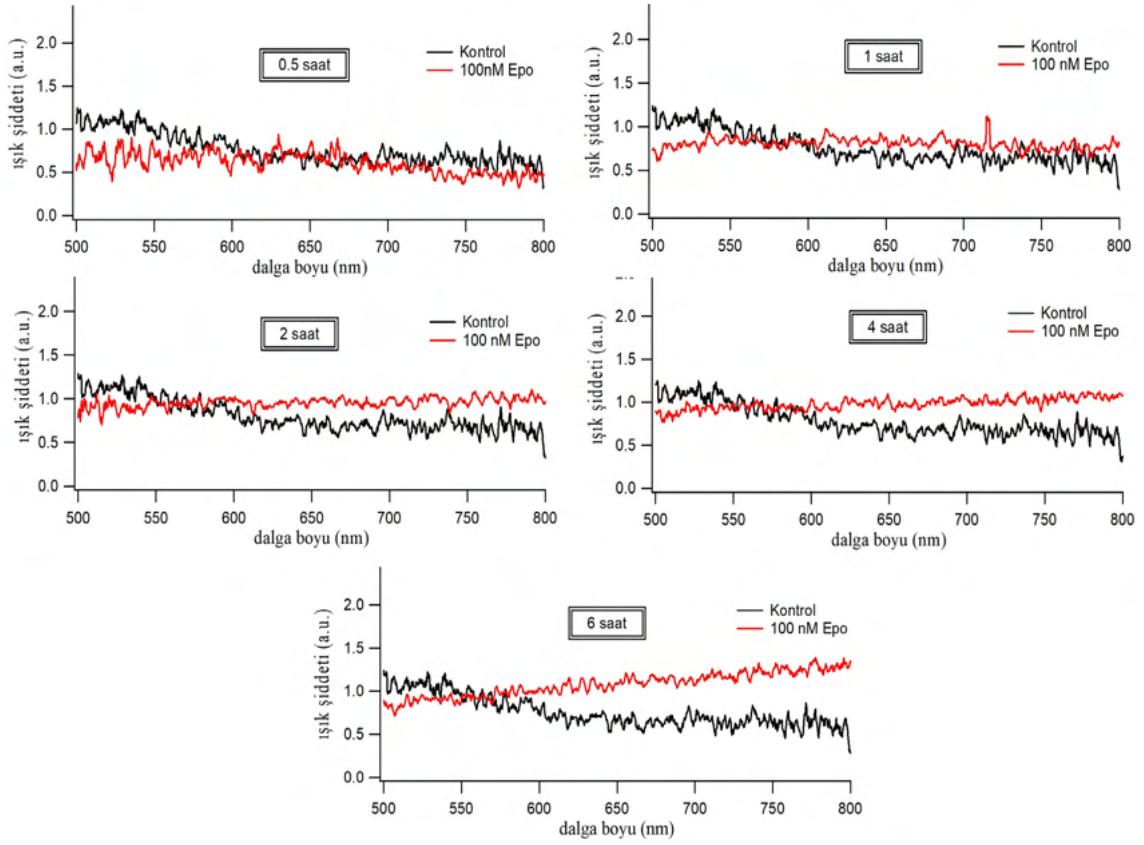 ışık şiddeti (a.u.)
2.0
1.5
1.0
0.5
0.0
0.5 saat
Kontrol
100nM Epo
500 550 600 650 700 750 800
dalga boyu (nm)
ışık şiddeti (a.u.)
2.0
1.5
1.0
0.5
0.0
1 saat
Kontrol
100 nM Epo
500 550 600 650 700 750 800
dalga boyu (nm)
ışık şiddeti (a.u.)
2.0
1.5
1.0
0.5
0.0
2 saat
Kontrol
100 nM Epo
500 550 600 650 700 750 800
dalga boyu (nm)
ışık şiddeti (a.u.)
2.0
1.5
1.0
0.5
0.0
4 saat
Kontrol
100 nM Epo
500 550 600 650 700 750 800
dalga boyu (nm)
ışık şiddeti (a.u.)
2.0
1.5
1.0
0.5
0.0
6 saat
Kontrol
100 nM Epo
500 550 600 650 700 750 800
dalga boyu (nm)